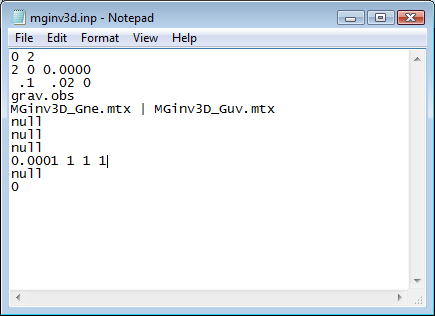 mginv3d.inp - Notepad
File Edit Format View Help
0 2
2 0 0.0000
.1 .02 0
grav.obs
MGinv3D_Gne.mtx | MGinv3D_Guv.mtx
null
null
null
0.0001 1 1 1
null
0